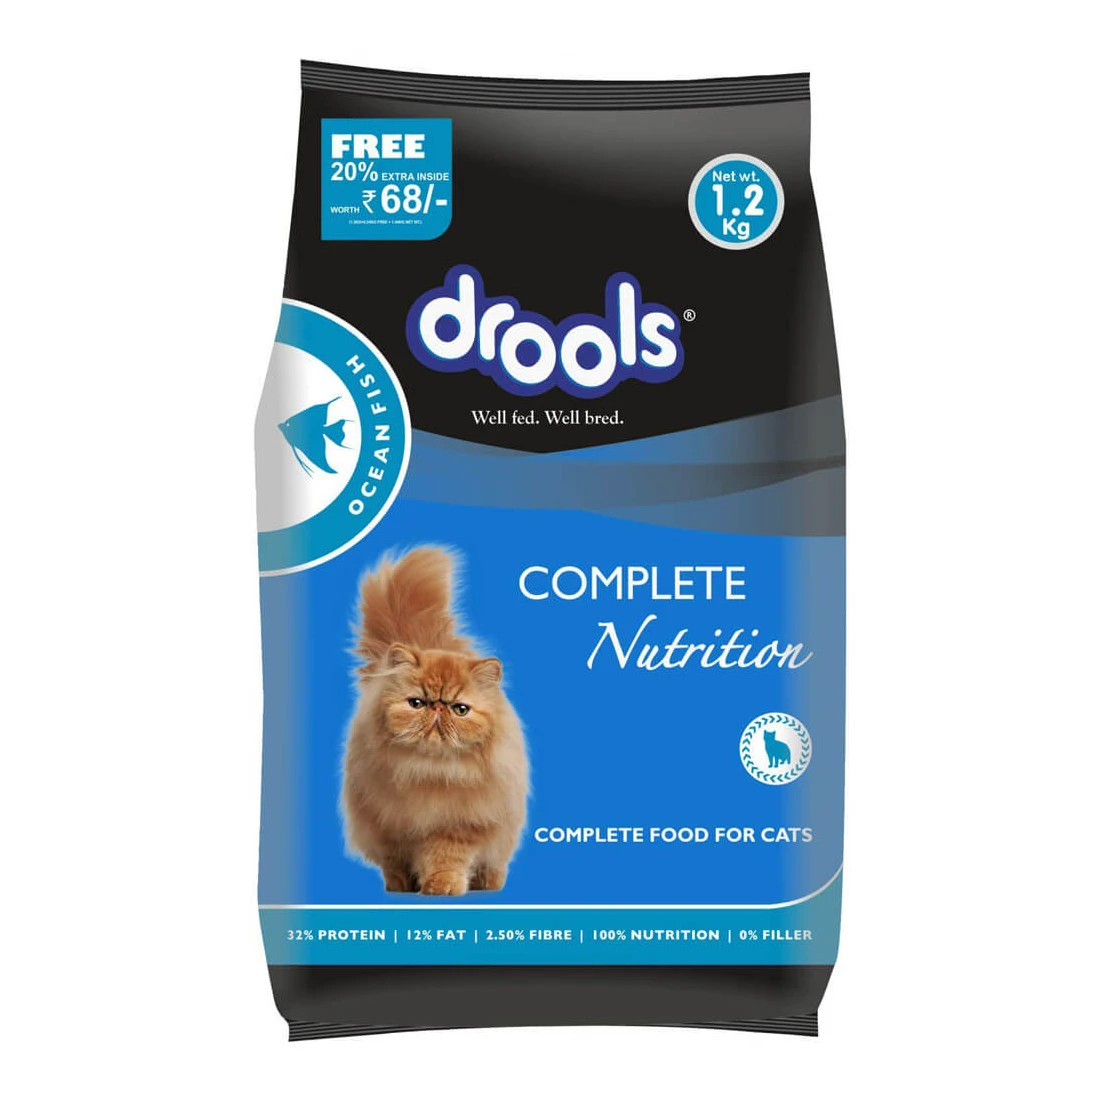 FREE
20% EXTRA INSIDE
WORTH ₹ 68/-
Net wt.
1.2
Kg
drools®
Well fed. Well bred.
OCEAN FISH
COMPLETE
Nutrition
COMPLETE FOOD FOR CATS
32% PROTEIN | 12% FAT | 2.50% FIBRE | 100% NUTRITION | 0% FILLER